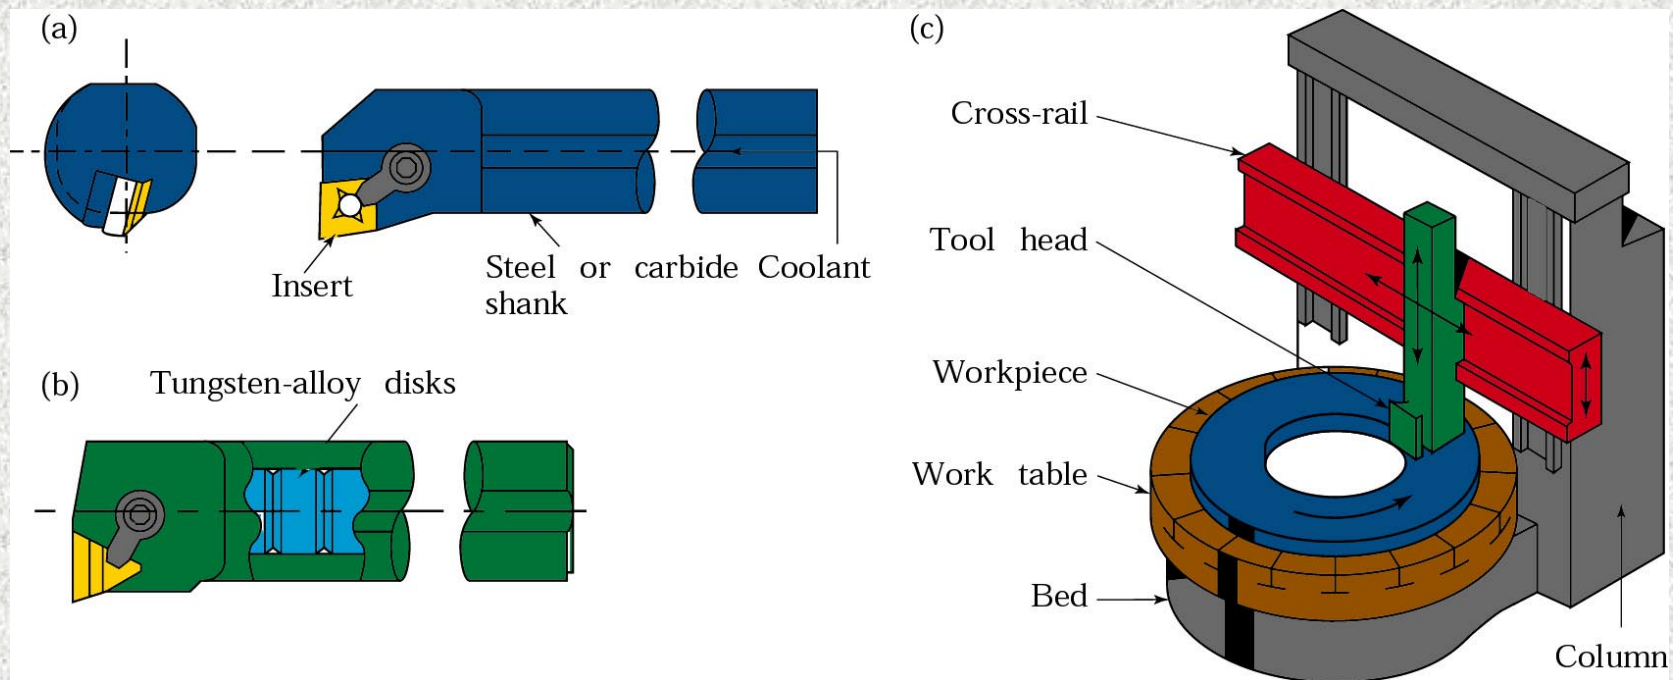 (a)
Insert
Steel or carbide
shank
Coolant
(b)
Tungsten-alloy disks
(c)
Cross-rail
Tool head
Workpiece
Work table
Bed
Column